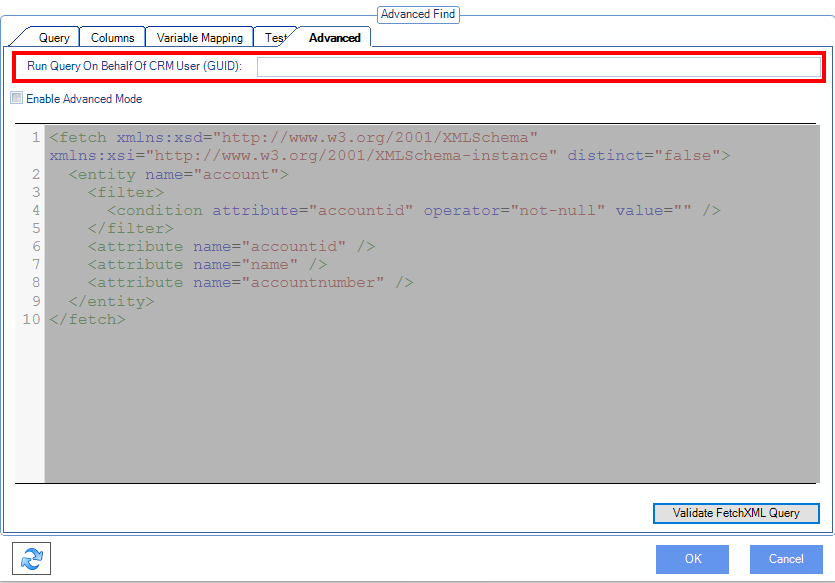 Advanced Find
Query Columns Variable Mapping Test Advanced
Run Query On Behalf Of CRM User (GUID):
Enable Advanced Mode
1 <fetch xmlns:xsd="http://www.w3.org/2001/XMLSchema"
xmlns:xsi="http://www.w3.org/2001/XMLSchema-instance" distinct="false">
2 <entity name="account">
3 <filter>
4 <condition attribute="accountid" operator="not-null" value="" />
5 </filter>
6 <attribute name="accountid" />
7 <attribute name="name" />
8 <attribute name="accountnumber" />
9 </entity>
10 </fetch>
Validate FetchXML Query
OK Cancel